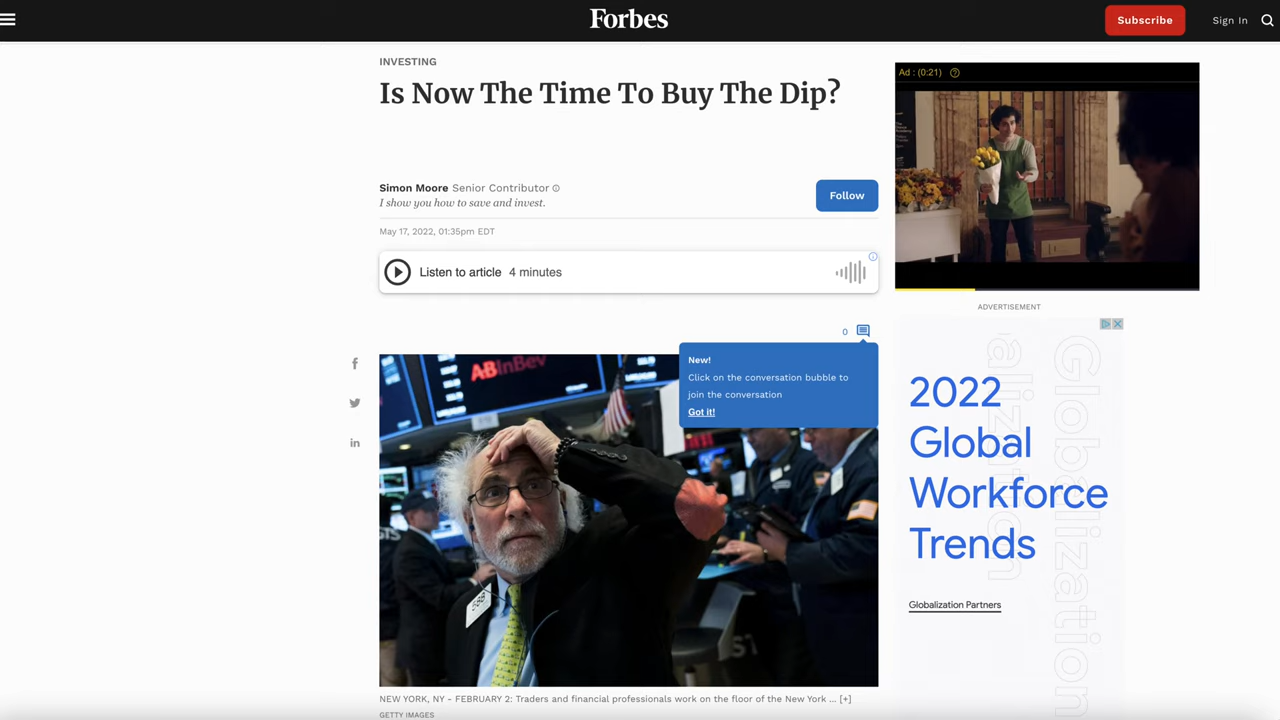 Forbes
Subscribe
Sign In
INVESTING
Is Now The Time To Buy The Dip?
Simon Moore Senior Contributor
I show you how to save and invest.
Follow
May 17, 2022, 01:35pm EDT
Listen to article 4 minutes
0
New!
Click on the conversation bubble to
join the conversation
Got it!
ABInBev
NEW YORK, NY - FEBRUARY 2: Traders and financial professionals work on the floor of the New York ... [+]
GETTY IMAGES
Ad : (0:21)
ADVERTISEMENT
2022
Global
Workforce
Trends
Globalization
Globalization Partners